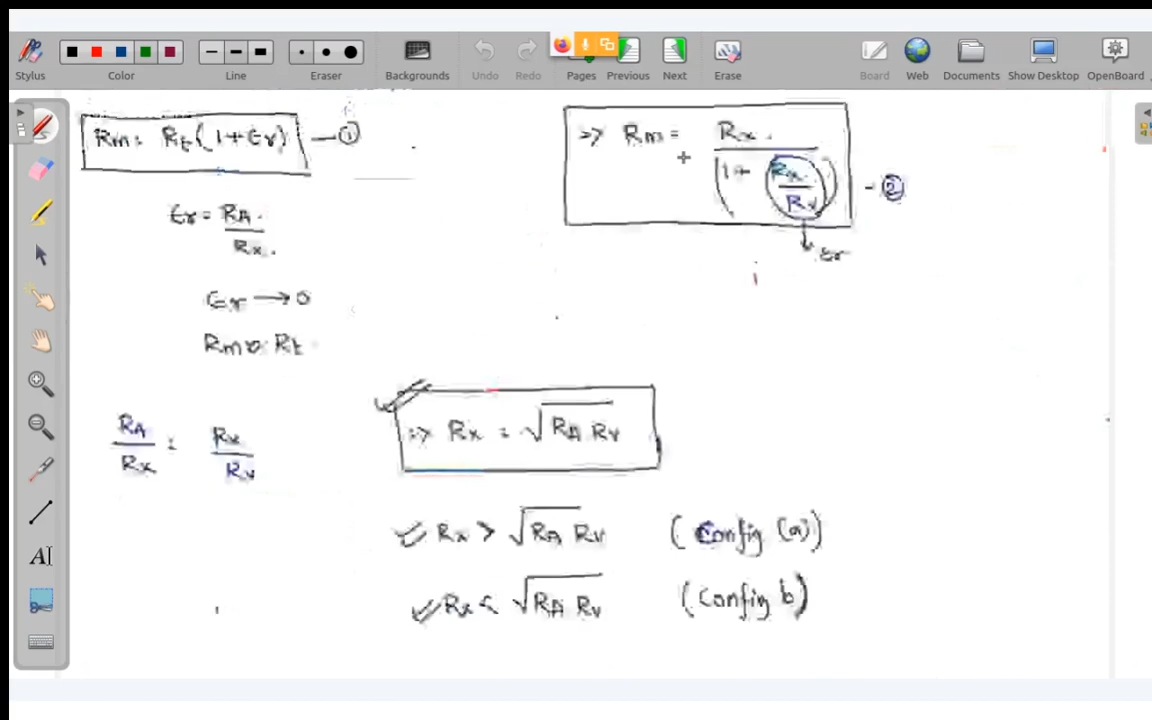 Stylus Color Line Eraser Backgrounds Undo Redo Pages Previous Next Erase Board Web Documents Show Desktop OpenBoard
Rm = Rt (1+εr) — ①
εr = RA / Rx.
εr → 0
Rm = Rt
=> Rm = Rx / (1 + Rx / Rv) - ②
εr
RA / Rx = Rx / Rv
=> Rx = √RA Rv
Rx > √RA Rv (Config (a))
Rx < √RA Rv (Config b)
AI